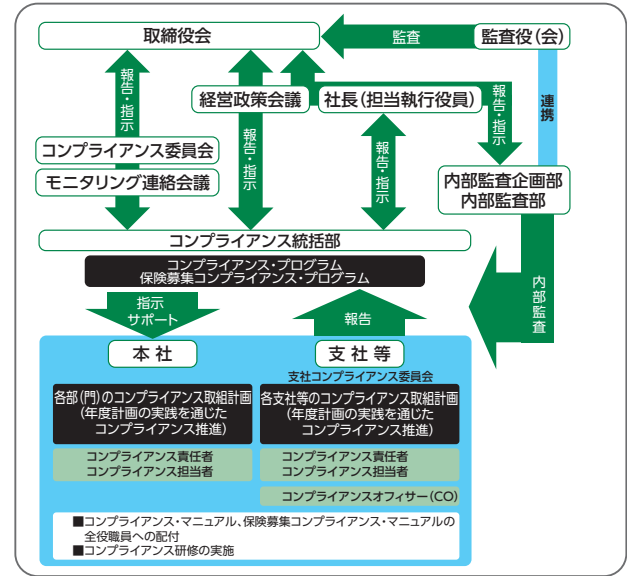 取締役会
監査
監査役(会)
報告・指示
経営政策会議
社長(担当執行役員)
報告・指示
連携
コンプライアンス委員会
モニタリング連絡会議
報告・指示
報告・指示
内部監査企画部
内部監査部
コンプライアンス統括部
コンプライアンス・プログラム
保険募集コンプライアンス・プログラム
内部監査
指示
サポート
報告
本社
支社等
支社コンプライアンス委員会
各部(門)のコンプライアンス取組計画
(年度計画の実践を通じた
コンプライアンス推進)
各支社等のコンプライアンス取組計画
(年度計画の実践を通じた
コンプライアンス推進)
コンプライアンス責任者
コンプライアンス担当者
コンプライアンス責任者
コンプライアンス担当者
コンプライアンスオフィサー(CO)
■コンプライアンス・マニュアル、保険募集コンプライアンス・マニュアルの
全役職員への配付
■コンプライアンス研修の実施